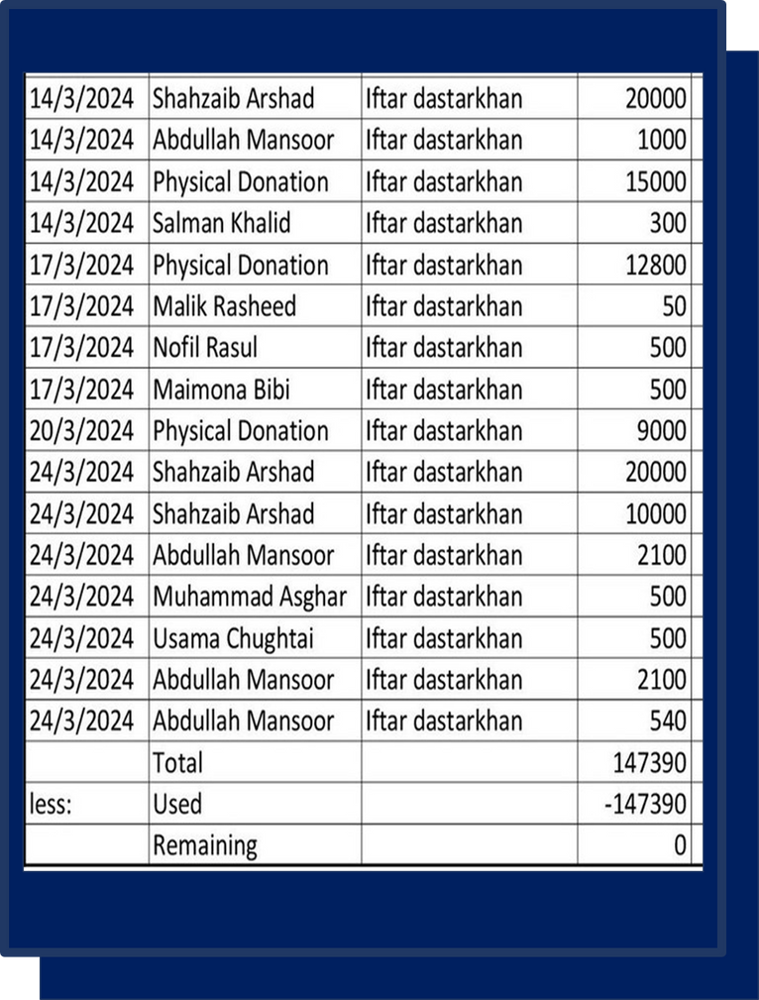 14/3/2024 Shahzaib Arshad Iftar dastarkhan 20000
14/3/2024 Abdullah Mansoor Iftar dastarkhan 1000
14/3/2024 Physical Donation Iftar dastarkhan 15000
14/3/2024 Salman Khalid Iftar dastarkhan 300
17/3/2024 Physical Donation Iftar dastarkhan 12800
17/3/2024 Malik Rasheed Iftar dastarkhan 50
17/3/2024 Nofil Rasul Iftar dastarkhan 500
17/3/2024 Maimona Bibi Iftar dastarkhan 500
20/3/2024 Physical Donation Iftar dastarkhan 9000
24/3/2024 Shahzaib Arshad Iftar dastarkhan 20000
24/3/2024 Shahzaib Arshad Iftar dastarkhan 10000
24/3/2024 Abdullah Mansoor Iftar dastarkhan 2100
24/3/2024 Muhammad Asghar Iftar dastarkhan 500
24/3/2024 Usama Chughtai Iftar dastarkhan 500
24/3/2024 Abdullah Mansoor Iftar dastarkhan 2100
24/3/2024 Abdullah Mansoor Iftar dastarkhan 540
Total 147390
less: Used -147390
Remaining 0